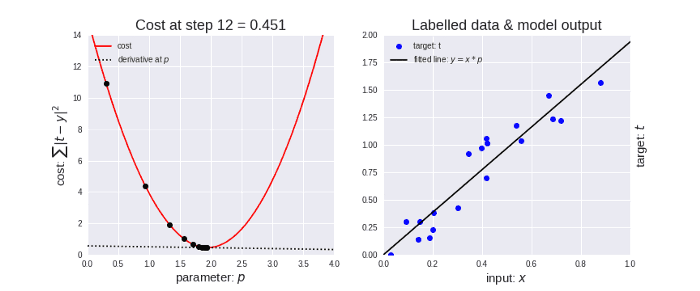 Cost at step 12 = 0.451
cost
derivative at p
cost: ∑|t − y|²
14
12
10
8
6
4
2
0
0.0 0.5 1.0 1.5 2.0 2.5 3.0 3.5 4.0
parameter: p
Labelled data & model output
target: t
fitted line: y = x * p
2.00
1.75
1.50
1.25
1.00
0.75
0.50
0.25
0.00
0.0 0.2 0.4 0.6 0.8 1.0
input: x
target: t